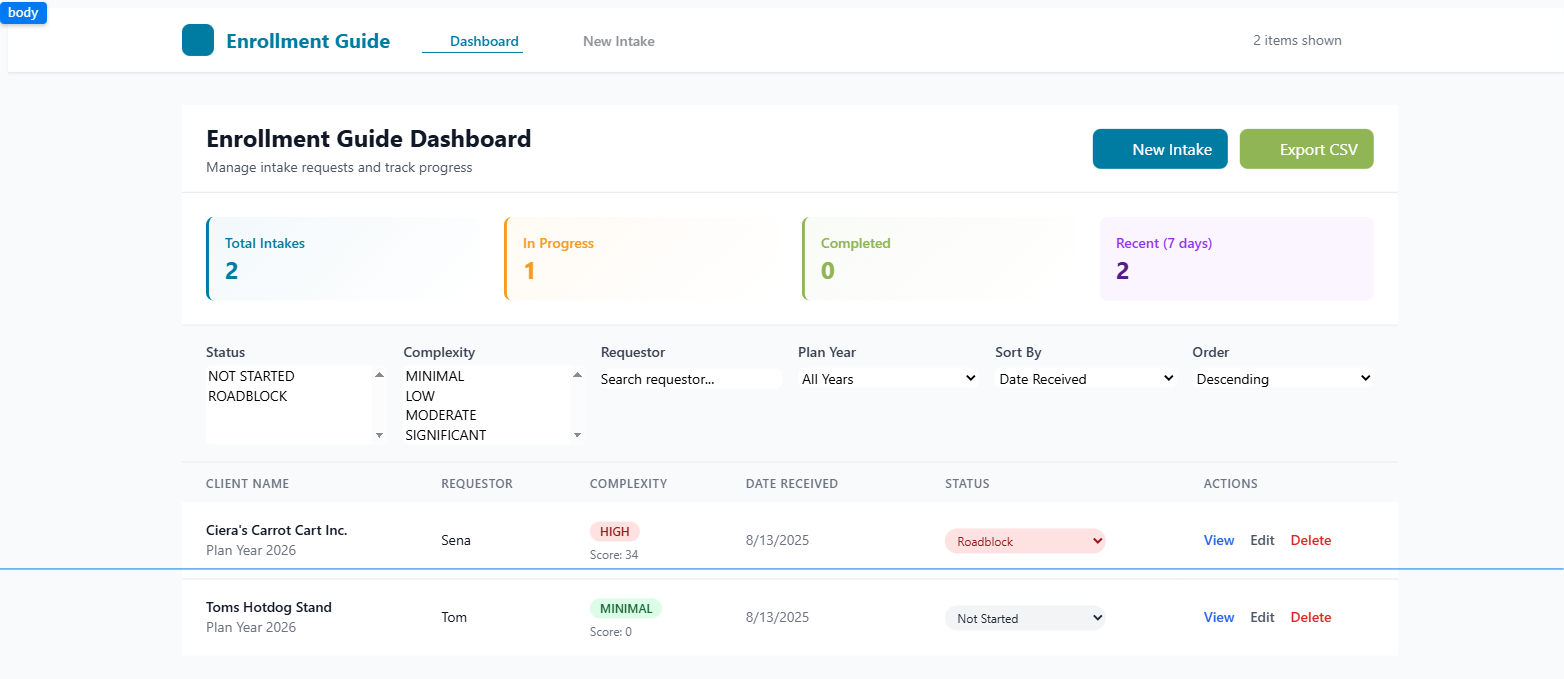 body
Enrollment Guide Dashboard New Intake 2 items shown
Enrollment Guide Dashboard
Manage intake requests and track progress
New Intake Export CSV
Total Intakes In Progress Completed Recent (7 days)
2 1 0 2
Status Complexity Requestor Plan Year Sort By Order
NOT STARTED MINIMAL Search requestor... All Years Date Received Descending
ROADBLOCK LOW
MODERATE
SIGNIFICANT
CLIENT NAME REQUESTOR COMPLEXITY DATE RECEIVED STATUS ACTIONS
Ciera's Carrot Cart Inc. Sena HIGH 8/13/2025 Roadblock View Edit Delete
Plan Year 2026 Score: 34
Toms Hotdog Stand Tom MINIMAL 8/13/2025 Not Started View Edit Delete
Plan Year 2026 Score: 0